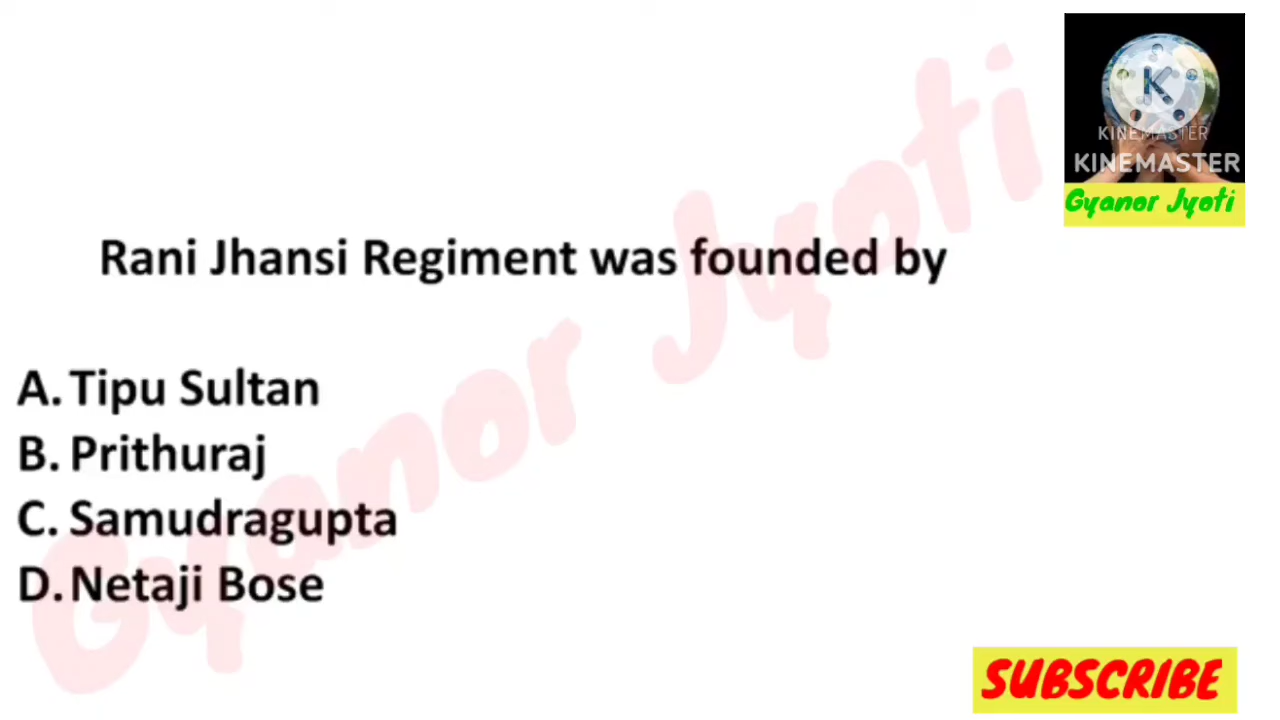 KINEMASTER
KINEMASTER
Gyanor Jyoti
Rani Jhansi Regiment was founded by
A. Tipu Sultan
B. Prithuraj
C. Samudragupta
D. Netaji Bose
Gyanor Jyoti
SUBSCRIBE